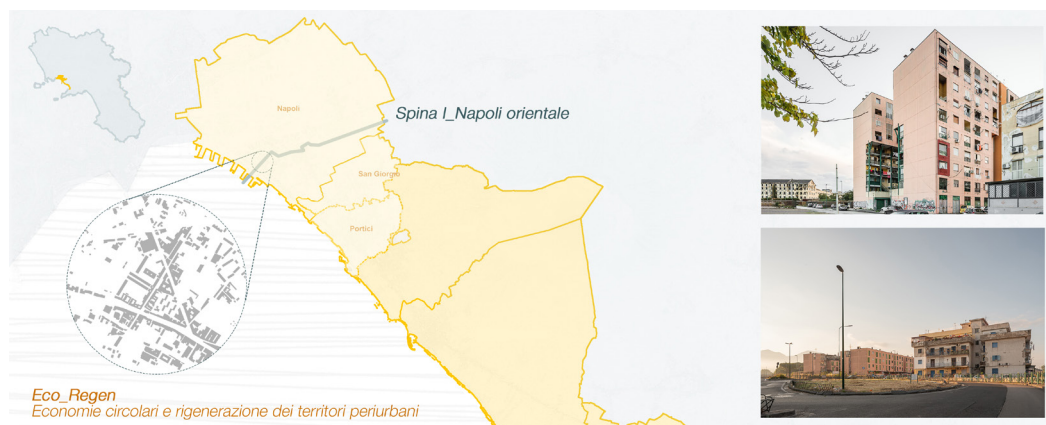 Spina I_Napoli orientale
Napoli
San Giorgio
Portici
Eco_Regen
Economie circolari e rigenerazione dei territori periurbani